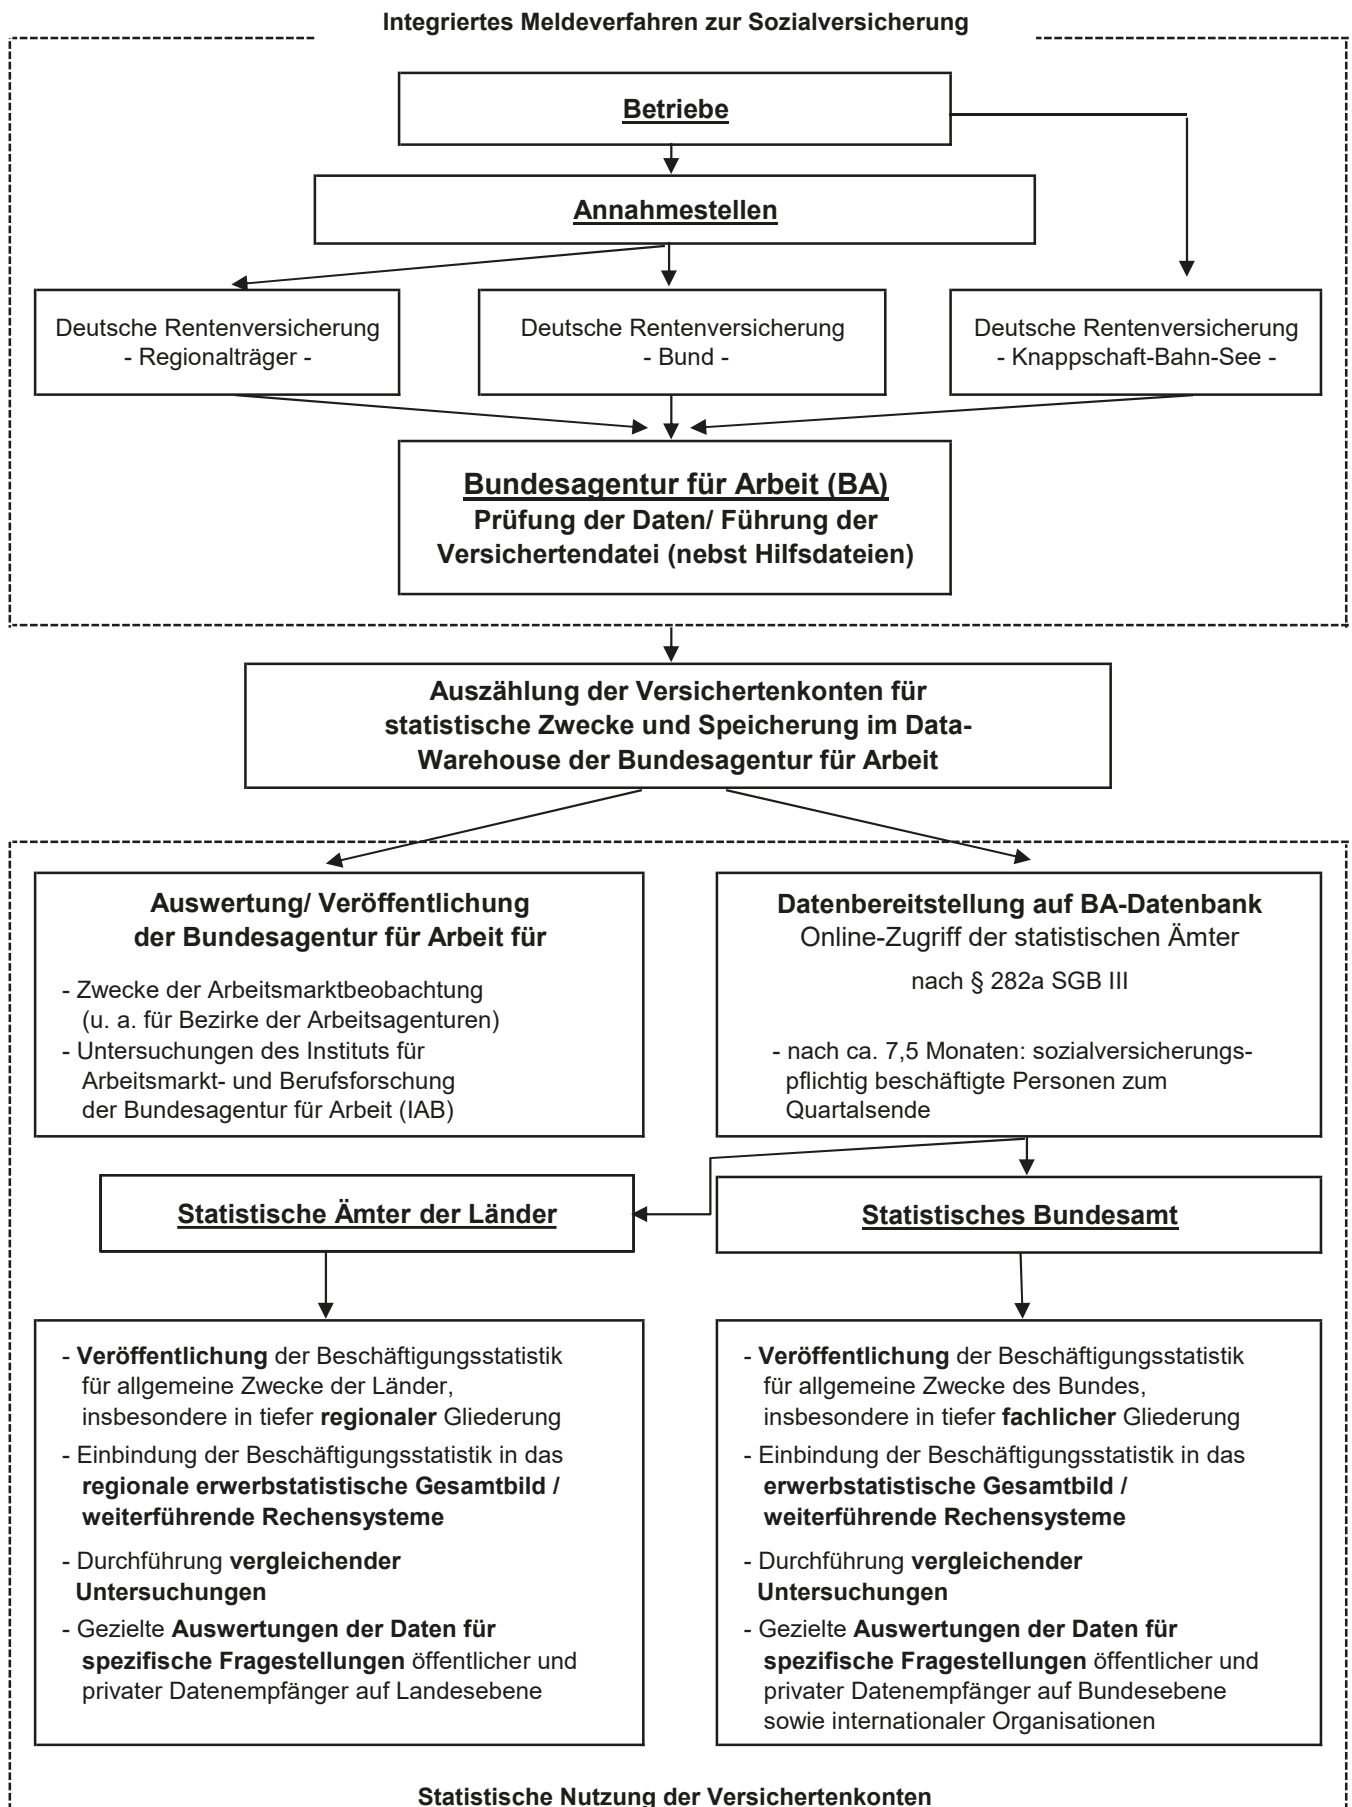 Integriertes Meldeverfahren zur Sozialversicherung
Betriebe
Annahmestellen
Deutsche Rentenversicherung
- Regionalträger -
Deutsche Rentenversicherung
- Bund -
Deutsche Rentenversicherung
- Knappschaft-Bahn-See -
Bundesagentur für Arbeit (BA)
Prüfung der Daten/ Führung der
Versichertendatei (nebst Hilfsdateien)
Auszählung der Versichertenkonten für
statistische Zwecke und Speicherung im Data-
Warehouse der Bundesagentur für Arbeit
Auswertung/ Veröffentlichung
der Bundesagentur für Arbeit für
- Zwecke der Arbeitsmarktbeobachtung
(u. a. für Bezirke der Arbeitsagenturen)
- Untersuchungen des Instituts für
Arbeitsmarkt- und Berufsforschung
der Bundesagentur für Arbeit (IAB)
Datenbereitstellung auf BA-Datenbank
Online-Zugriff der statistischen Ämter
nach § 282a SGB III
- nach ca. 7,5 Monaten: sozialversicherungs-
pflichtig beschäftigte Personen zum
Quartalsende
Statistische Ämter der Länder
Statistisches Bundesamt
- Veröffentlichung der Beschäftigungsstatistik
für allgemeine Zwecke der Länder,
insbesondere in tiefer regionaler Gliederung
- Einbindung der Beschäftigungsstatistik in das
regionale erwerbstatistische Gesamtbild /
weiterführende Rechensysteme
- Durchführung vergleichender
Untersuchungen
- Gezielte Auswertungen der Daten für
spezifische Fragestellungen öffentlicher und
privater Datenempfänger auf Landesebene
- Veröffentlichung der Beschäftigungsstatistik
für allgemeine Zwecke des Bundes,
insbesondere in tiefer fachlicher Gliederung
- Einbindung der Beschäftigungsstatistik in das
erwerbstatistische Gesamtbild /
weiterführende Rechensysteme
- Durchführung vergleichender
Untersuchungen
- Gezielte Auswertungen der Daten für
spezifische Fragestellungen öffentlicher und
privater Datenempfänger auf Bundesebene
sowie internationaler Organisationen
Statistische Nutzung der Versichertenkonten